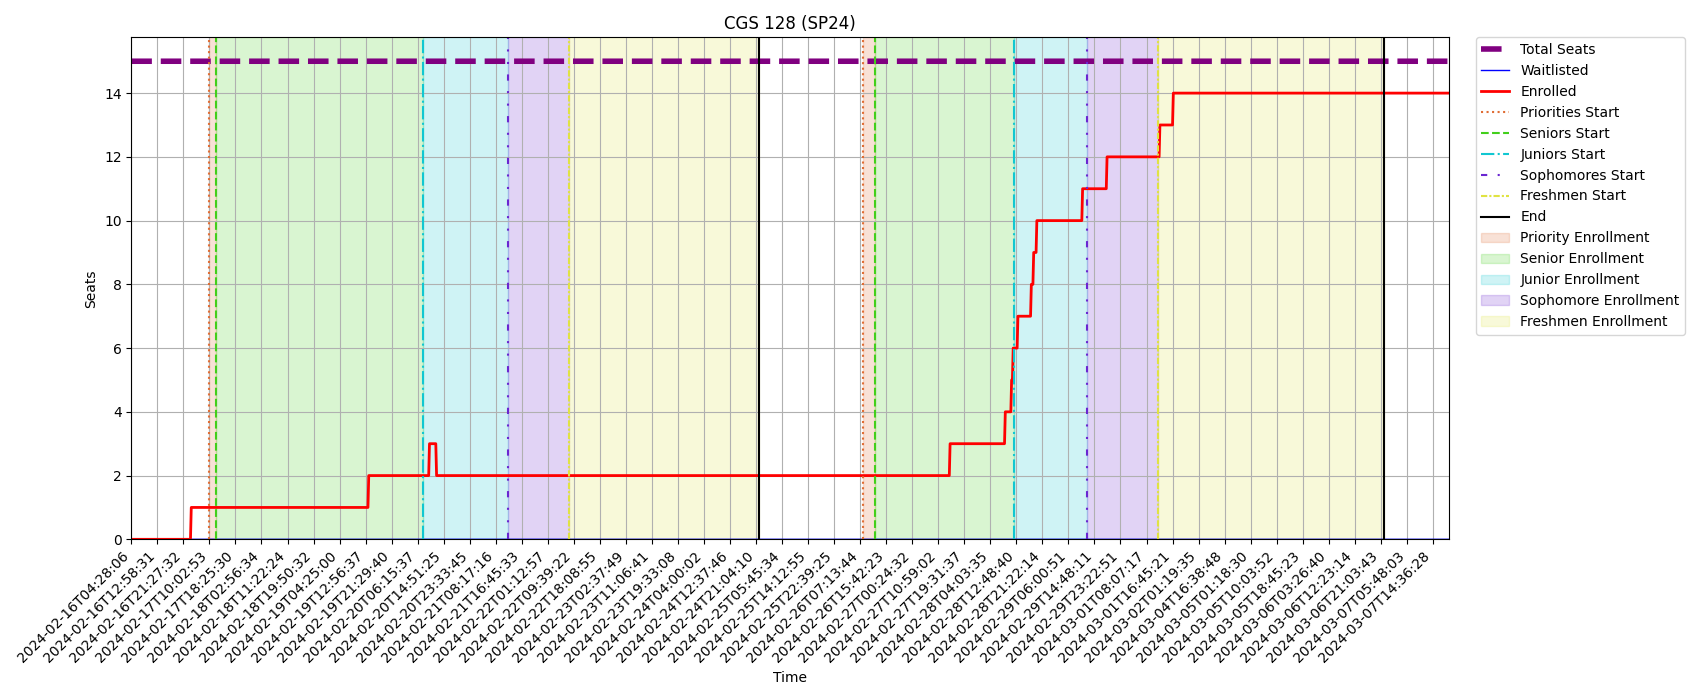 CGS 128 (SP24)
Total Seats
Waitlisted
Enrolled
Priorities Start
Seniors Start
Juniors Start
Sophomores Start
Freshmen Start
End
Priority Enrollment
Senior Enrollment
Junior Enrollment
Sophomore Enrollment
Freshmen Enrollment
Seats
14
12
10
8
6
4
2
0
2024-02-16T04:28:06
2024-02-16T12:58:31
2024-02-16T21:27:32
2024-02-17T10:02:53
2024-02-17T18:25:30
2024-02-18T02:56:34
2024-02-18T11:22:24
2024-02-18T19:50:32
2024-02-19T04:25:00
2024-02-19T12:56:37
2024-02-19T21:29:40
2024-02-20T06:15:37
2024-02-20T14:51:25
2024-02-20T23:33:45
2024-02-21T08:17:16
2024-02-21T16:45:33
2024-02-22T01:12:57
2024-02-22T09:39:22
2024-02-22T18:08:55
2024-02-23T02:37:49
2024-02-23T11:06:41
2024-02-23T19:33:08
2024-02-24T04:00:02
2024-02-24T12:37:46
2024-02-24T21:04:10
2024-02-25T05:45:34
2024-02-25T14:12:55
2024-02-25T22:39:25
2024-02-26T07:13:44
2024-02-26T15:42:23
2024-02-27T00:24:32
2024-02-27T10:59:02
2024-02-27T19:31:37
2024-02-28T04:03:35
2024-02-28T12:48:40
2024-02-28T21:22:14
2024-02-29T06:00:51
2024-02-29T14:48:11
2024-02-29T23:22:51
2024-03-01T08:07:17
2024-03-01T16:45:21
2024-03-02T01:19:35
2024-03-04T16:38:48
2024-03-05T01:18:30
2024-03-05T10:03:52
2024-03-05T18:45:23
2024-03-06T03:26:40
2024-03-06T12:23:14
2024-03-06T21:03:43
2024-03-07T05:48:03
2024-03-07T14:36:28
Time